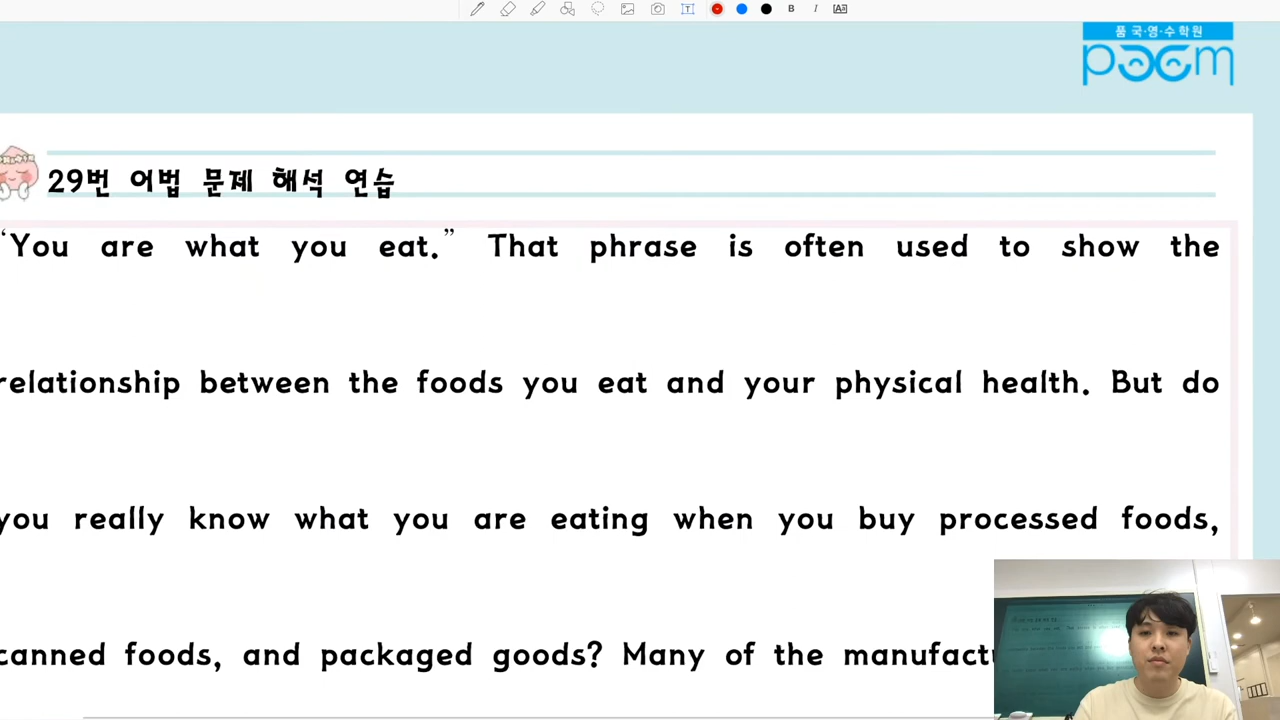 B I
품 국·영·수 학원
poem
29번 어법 문제 해석 연습
“You are what you eat.” That phrase is often used to show the
relationship between the foods you eat and your physical health. But do
you really know what you are eating when you buy processed foods,
canned foods, and packaged goods? Many of the